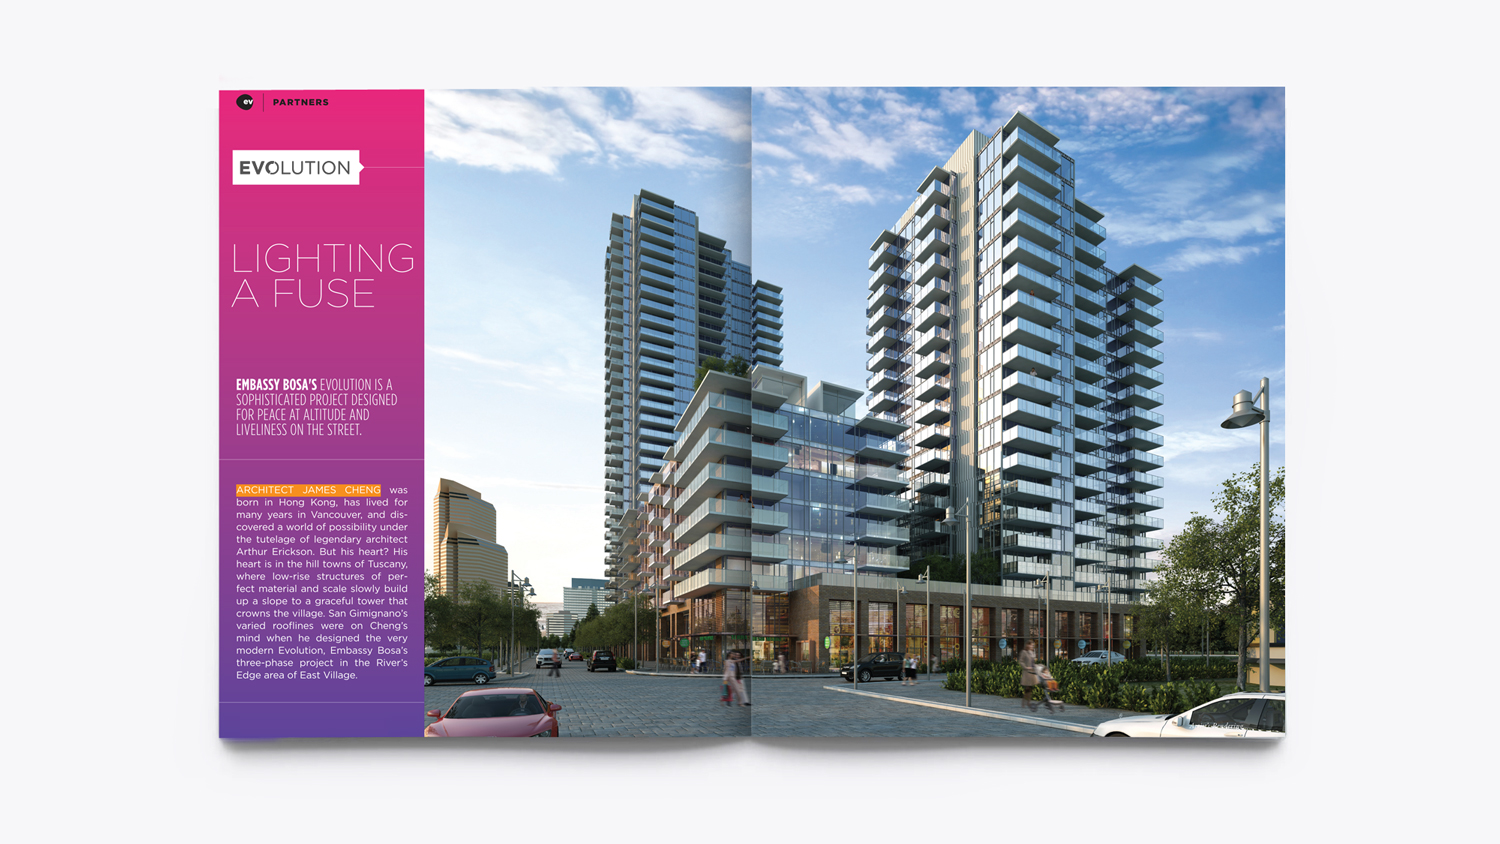 ev
PARTNERS
EVOLUTION
LIGHTING
A FUSE
EMBASSY BOSA'S EVOLUTION IS A
SOPHISTICATED PROJECT DESIGNED
FOR PEACE AT ALTITUDE AND
LIVELINESS ON THE STREET.
ARCHITECT JAMES CHENG was
born in Hong Kong, has lived for
many years in Vancouver, and dis-
covered a world of possibility under
the tutelage of legendary architect
Arthur Erickson. But his heart? His
heart is in the hill towns of Tuscany,
where low-rise structures of per-
fect material and scale slowly build
up a slope to a graceful tower that
crowns the village. San Gimignano's
varied rooflines were on Cheng's
mind when he designed the very
modern Evolution, Embassy Bosa's
three-phase project in the River's
Edge area of East Village.